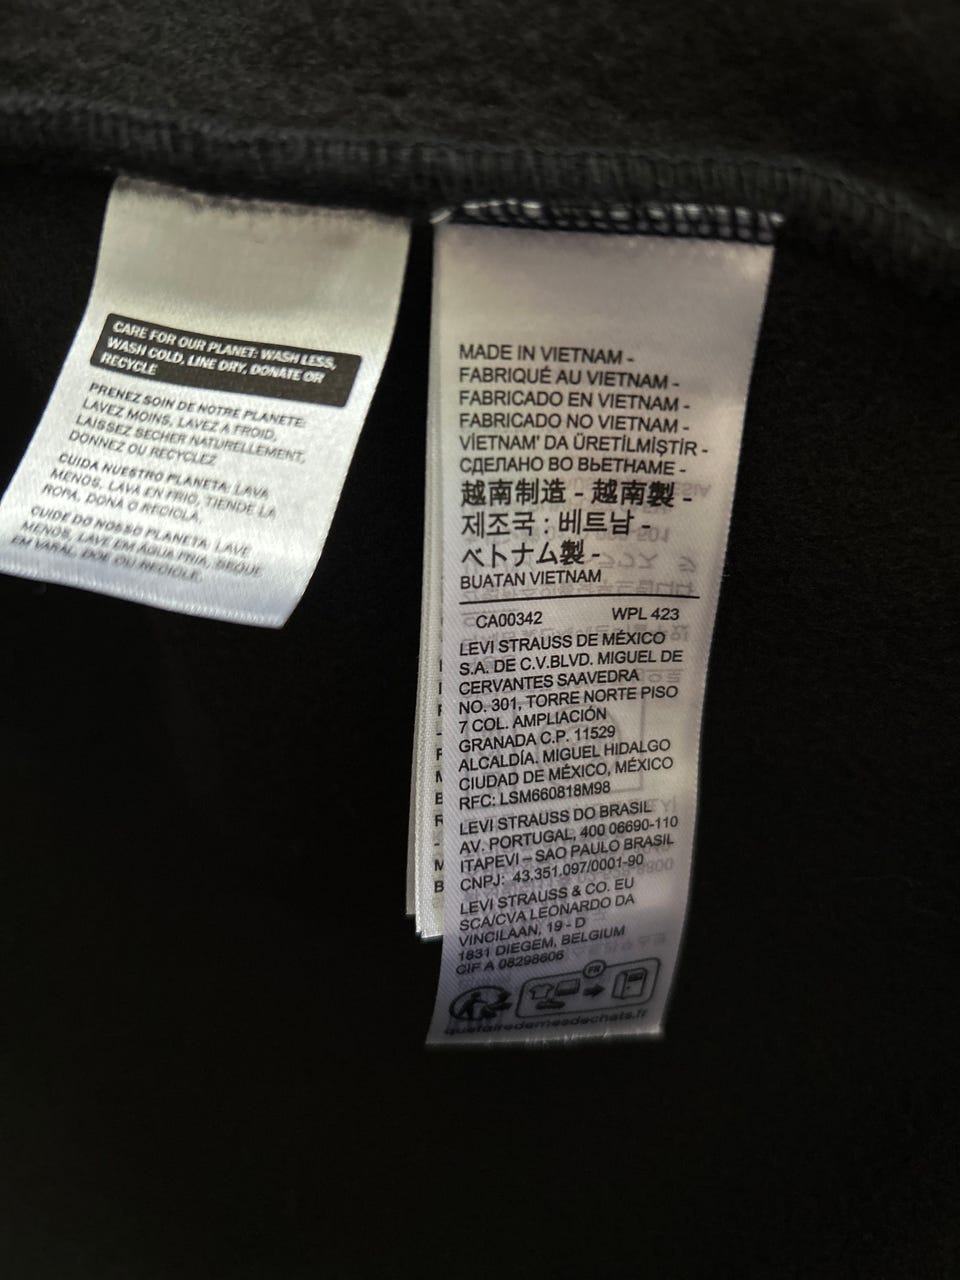 CARE FOR OUR PLANET: WASH LESS,
WASH COLD, LINE DRY, DONATE OR
RECYCLE
PRENEZ SOIN DE NOTRE PLANETE:
LAVEZ MOINS, LAVEZ A FROID,
LAISSEZ SECHER NATURELLEMENT,
DONNEZ OU RECYCLEZ
CUIDA NUESTRO PLANETA: LAVA
MENOS, LAVA EN FRIO, TIENDE LA
ROPA, DONA O RECICLA.
CUIDE DO NOSSO PLANETA: LAVE
MENOS, LAVE EM AGUA FRIA, SEQUE
EM VARAL, DOE OU RECICLE.
MADE IN VIETNAM -
FABRIQUÉ AU VIETNAM -
FABRICADO EN VIETNAM -
FABRICADO NO VIETNAM -
VİETNAM' DA ÜRETİLMİŞTİR -
СДЕЛАНО ВО ВЬЕТНАМЕ -
越南制造 - 越南製 -
제조국 : 베트남 -
ベトナム製 -
BUATAN VIETNAM
CA00342 WPL 423
LEVI STRAUSS DE MÉXICO
S.A. DE C.V.BLVD. MIGUEL DE
CERVANTES SAAVEDRA
NO. 301, TORRE NORTE PISO
7 COL. AMPLIACIÓN
GRANADA C.P. 11529
ALCALDÍA. MIGUEL HIDALGO
CIUDAD DE MÉXICO, MÉXICO
RFC: LSM660818M98
LEVI STRAUSS DO BRASIL
AV. PORTUGAL, 400 06690-110
ITAPEVI – SAO PAULO BRASIL
CNPJ: 43.351.097/0001-90
LEVI STRAUSS & CO. EU
SCA/CVA LEONARDO DA
VINCILAAN, 19 - D
1831 DIEGEM, BELGIUM
CIF A 08298606
FR
quefairedemesdechets.fr